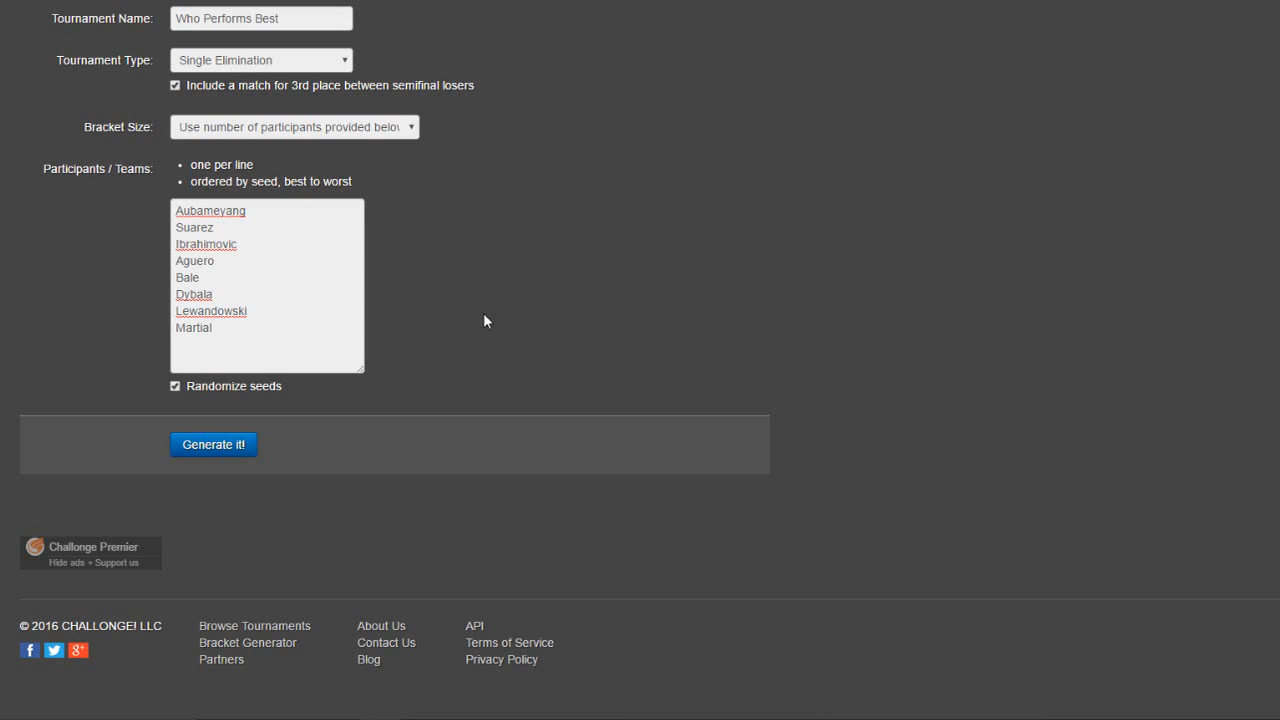 Tournament Name: Who Performs Best
Tournament Type: Single Elimination
Include a match for 3rd place between semifinal losers
Bracket Size: Use number of participants provided below
Participants / Teams:
one per line
ordered by seed, best to worst
Aubameyang
Suarez
Ibrahimovic
Aguero
Bale
Dybala
Lewandowski
Martial
Randomize seeds
Generate it!
Challonge Premier
Hide ads + Support us
© 2016 CHALLONGE! LLC
Browse Tournaments
Bracket Generator
Partners
About Us
Contact Us
Blog
API
Terms of Service
Privacy Policy